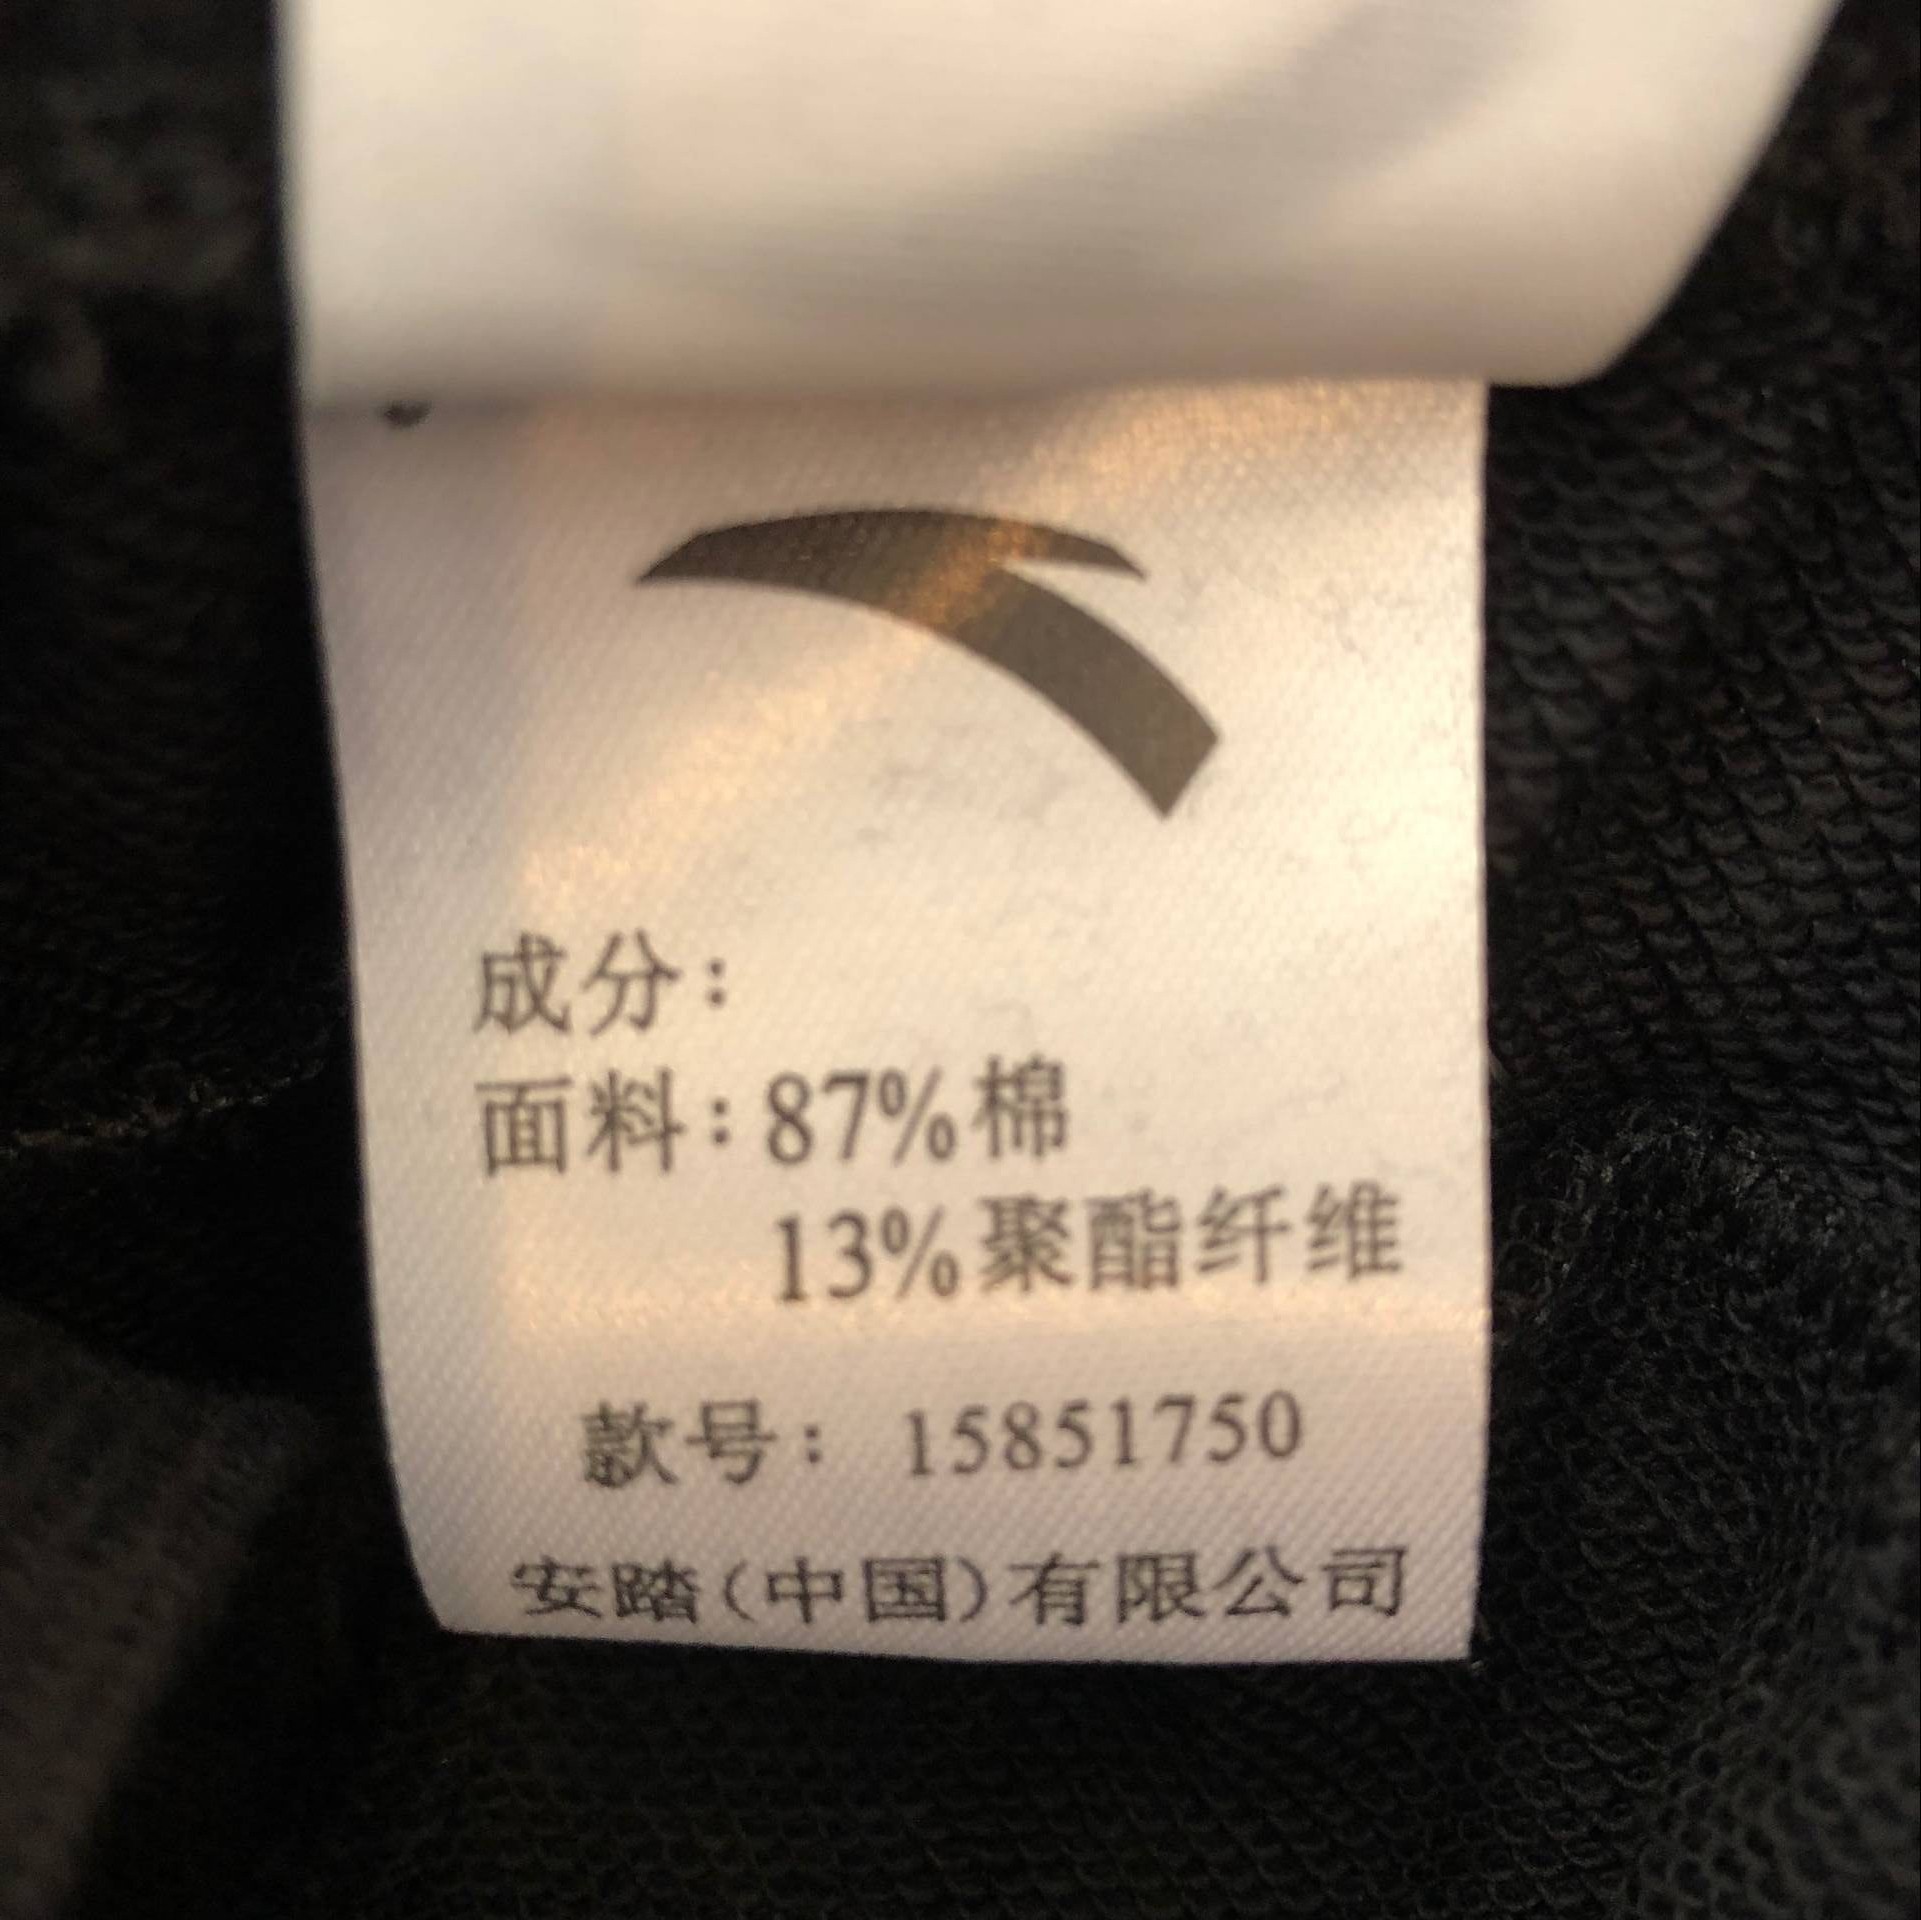 成分:
面料:87%棉
13%聚酯纤维
款号: 15851750
安踏(中国)有限公司